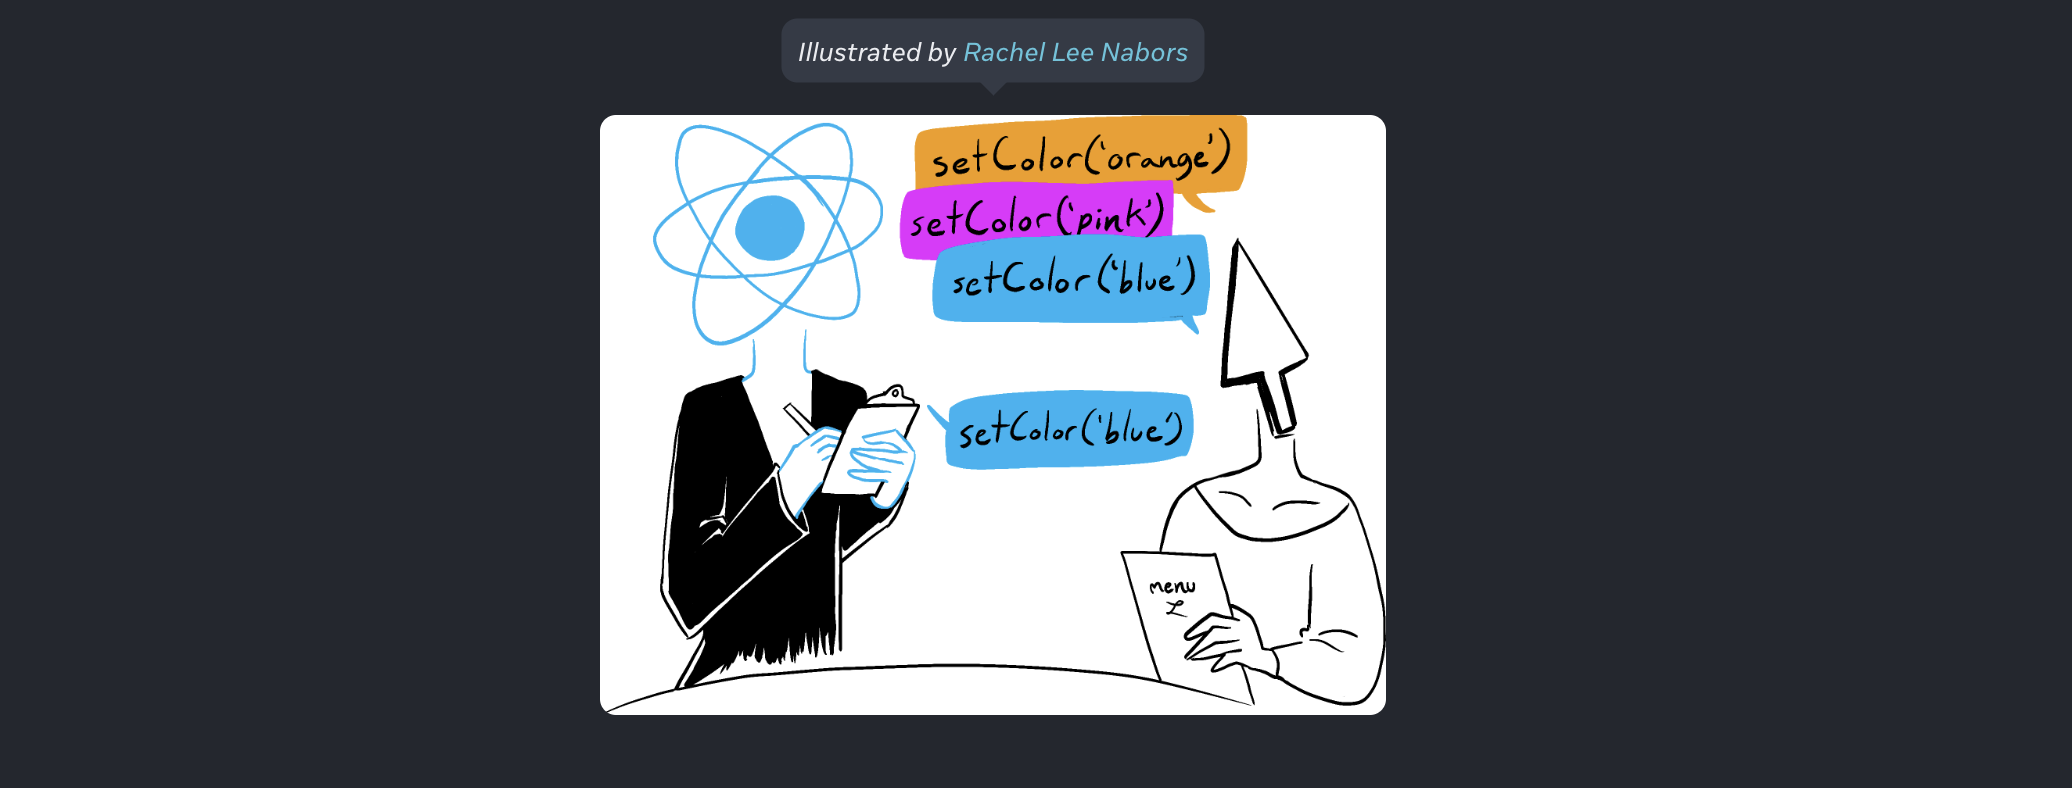 Illustrated by Rachel Lee Nabors
setColor('orange')
setColor('pink')
setColor('blue')
setColor('blue')
menu